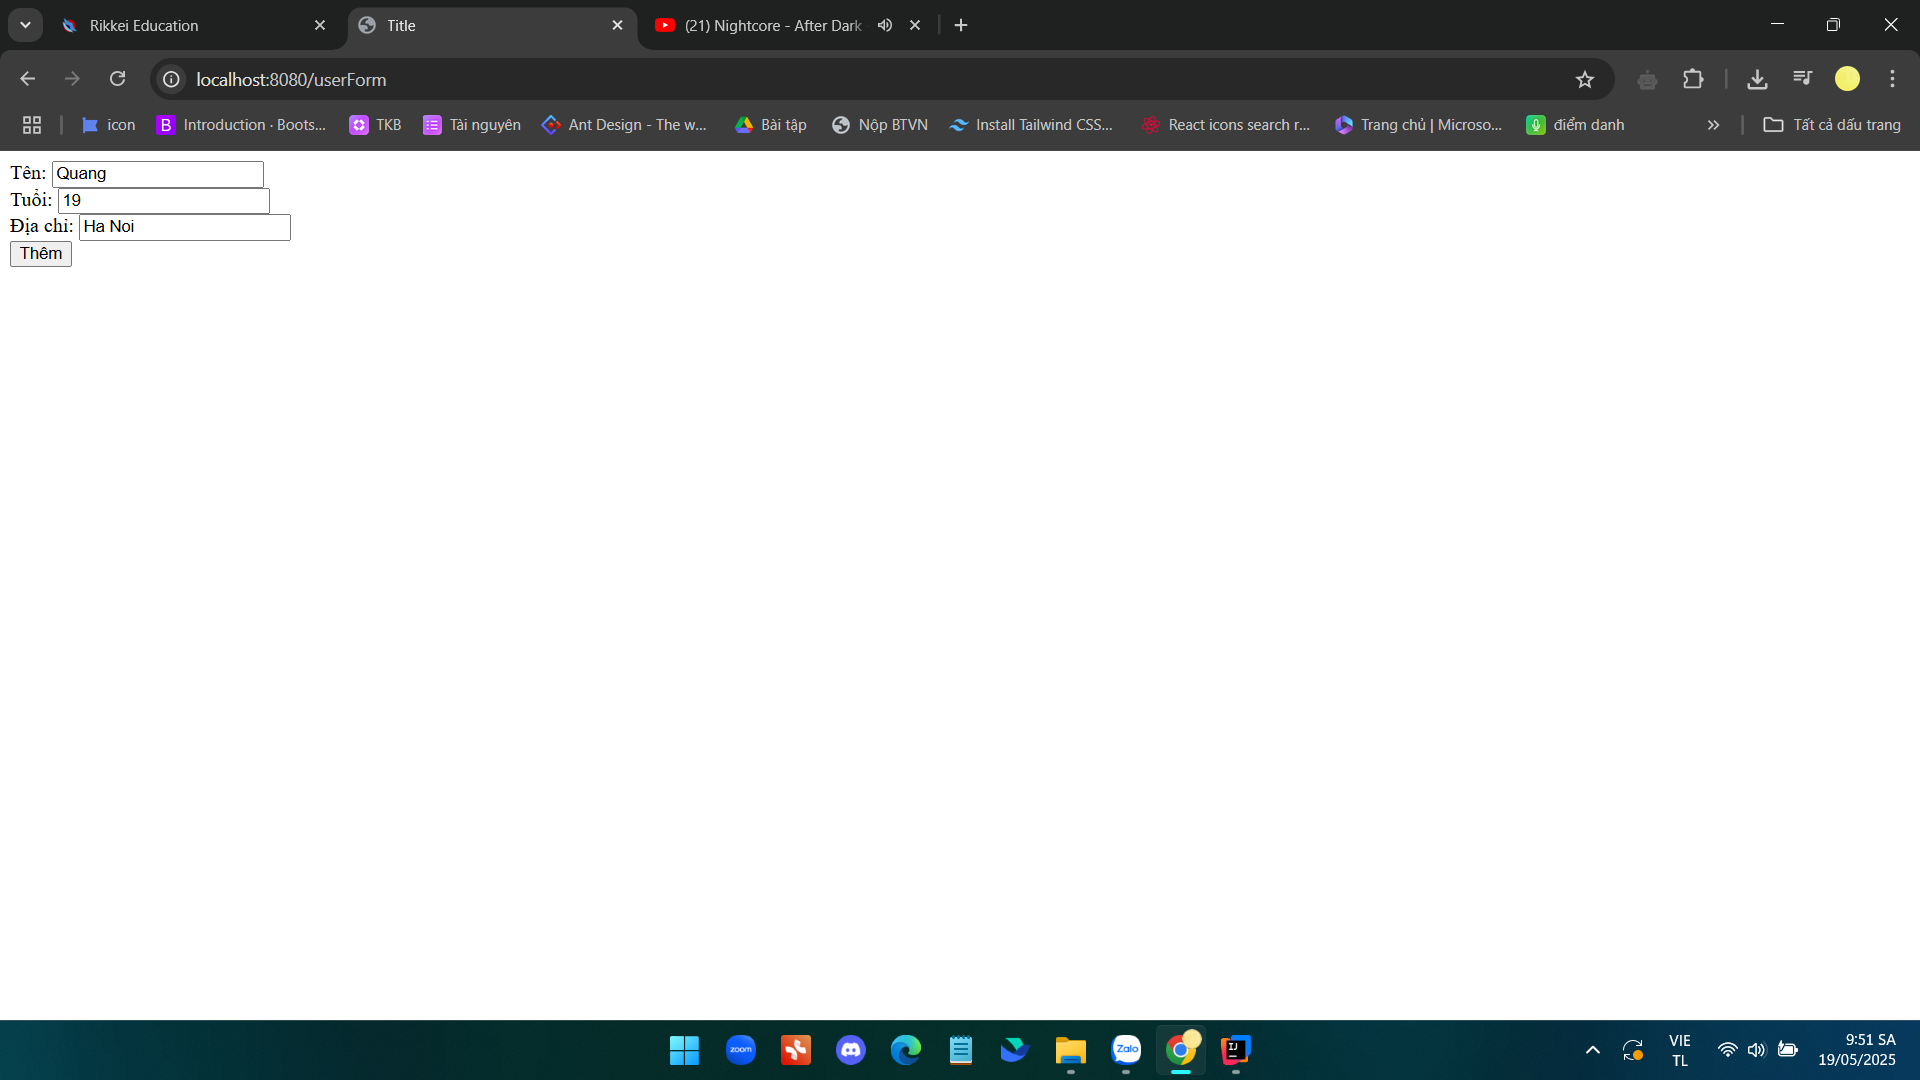 Rikkei Education
Title
(21) Nightcore - After Dark
localhost:8080/userForm
icon
B
Introduction · Boots...
TKB
Tài nguyên
Ant Design - The w...
Bài tập
Nộp BTVN
Install Tailwind CSS...
React icons search r...
Trang chủ | Microso...
điểm danh
Tất cả dấu trang
Tên: Quang
Tuổi: 19
Địa chỉ: Ha Noi
Thêm
zoom
Zalo
IJ
VIE
TL
9:51 SA
19/05/2025